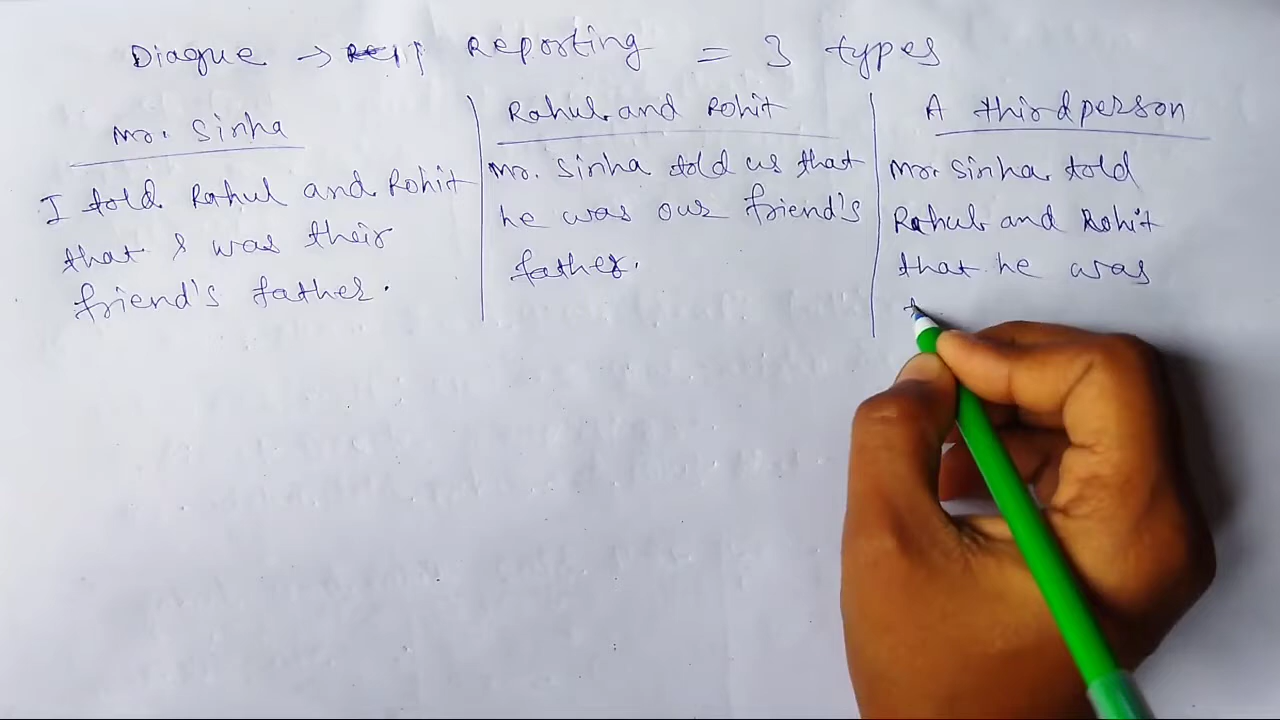 Diaque → Reporting = 3 types
Mr. Sinha
I told Rahul and Rohit
that I was their
friend's father.
Rahul and Rohit
Mr. Sinha told us that
he was our friend's
father.
A third person
Mr. Sinha told
Rahul and Rohit
that he was